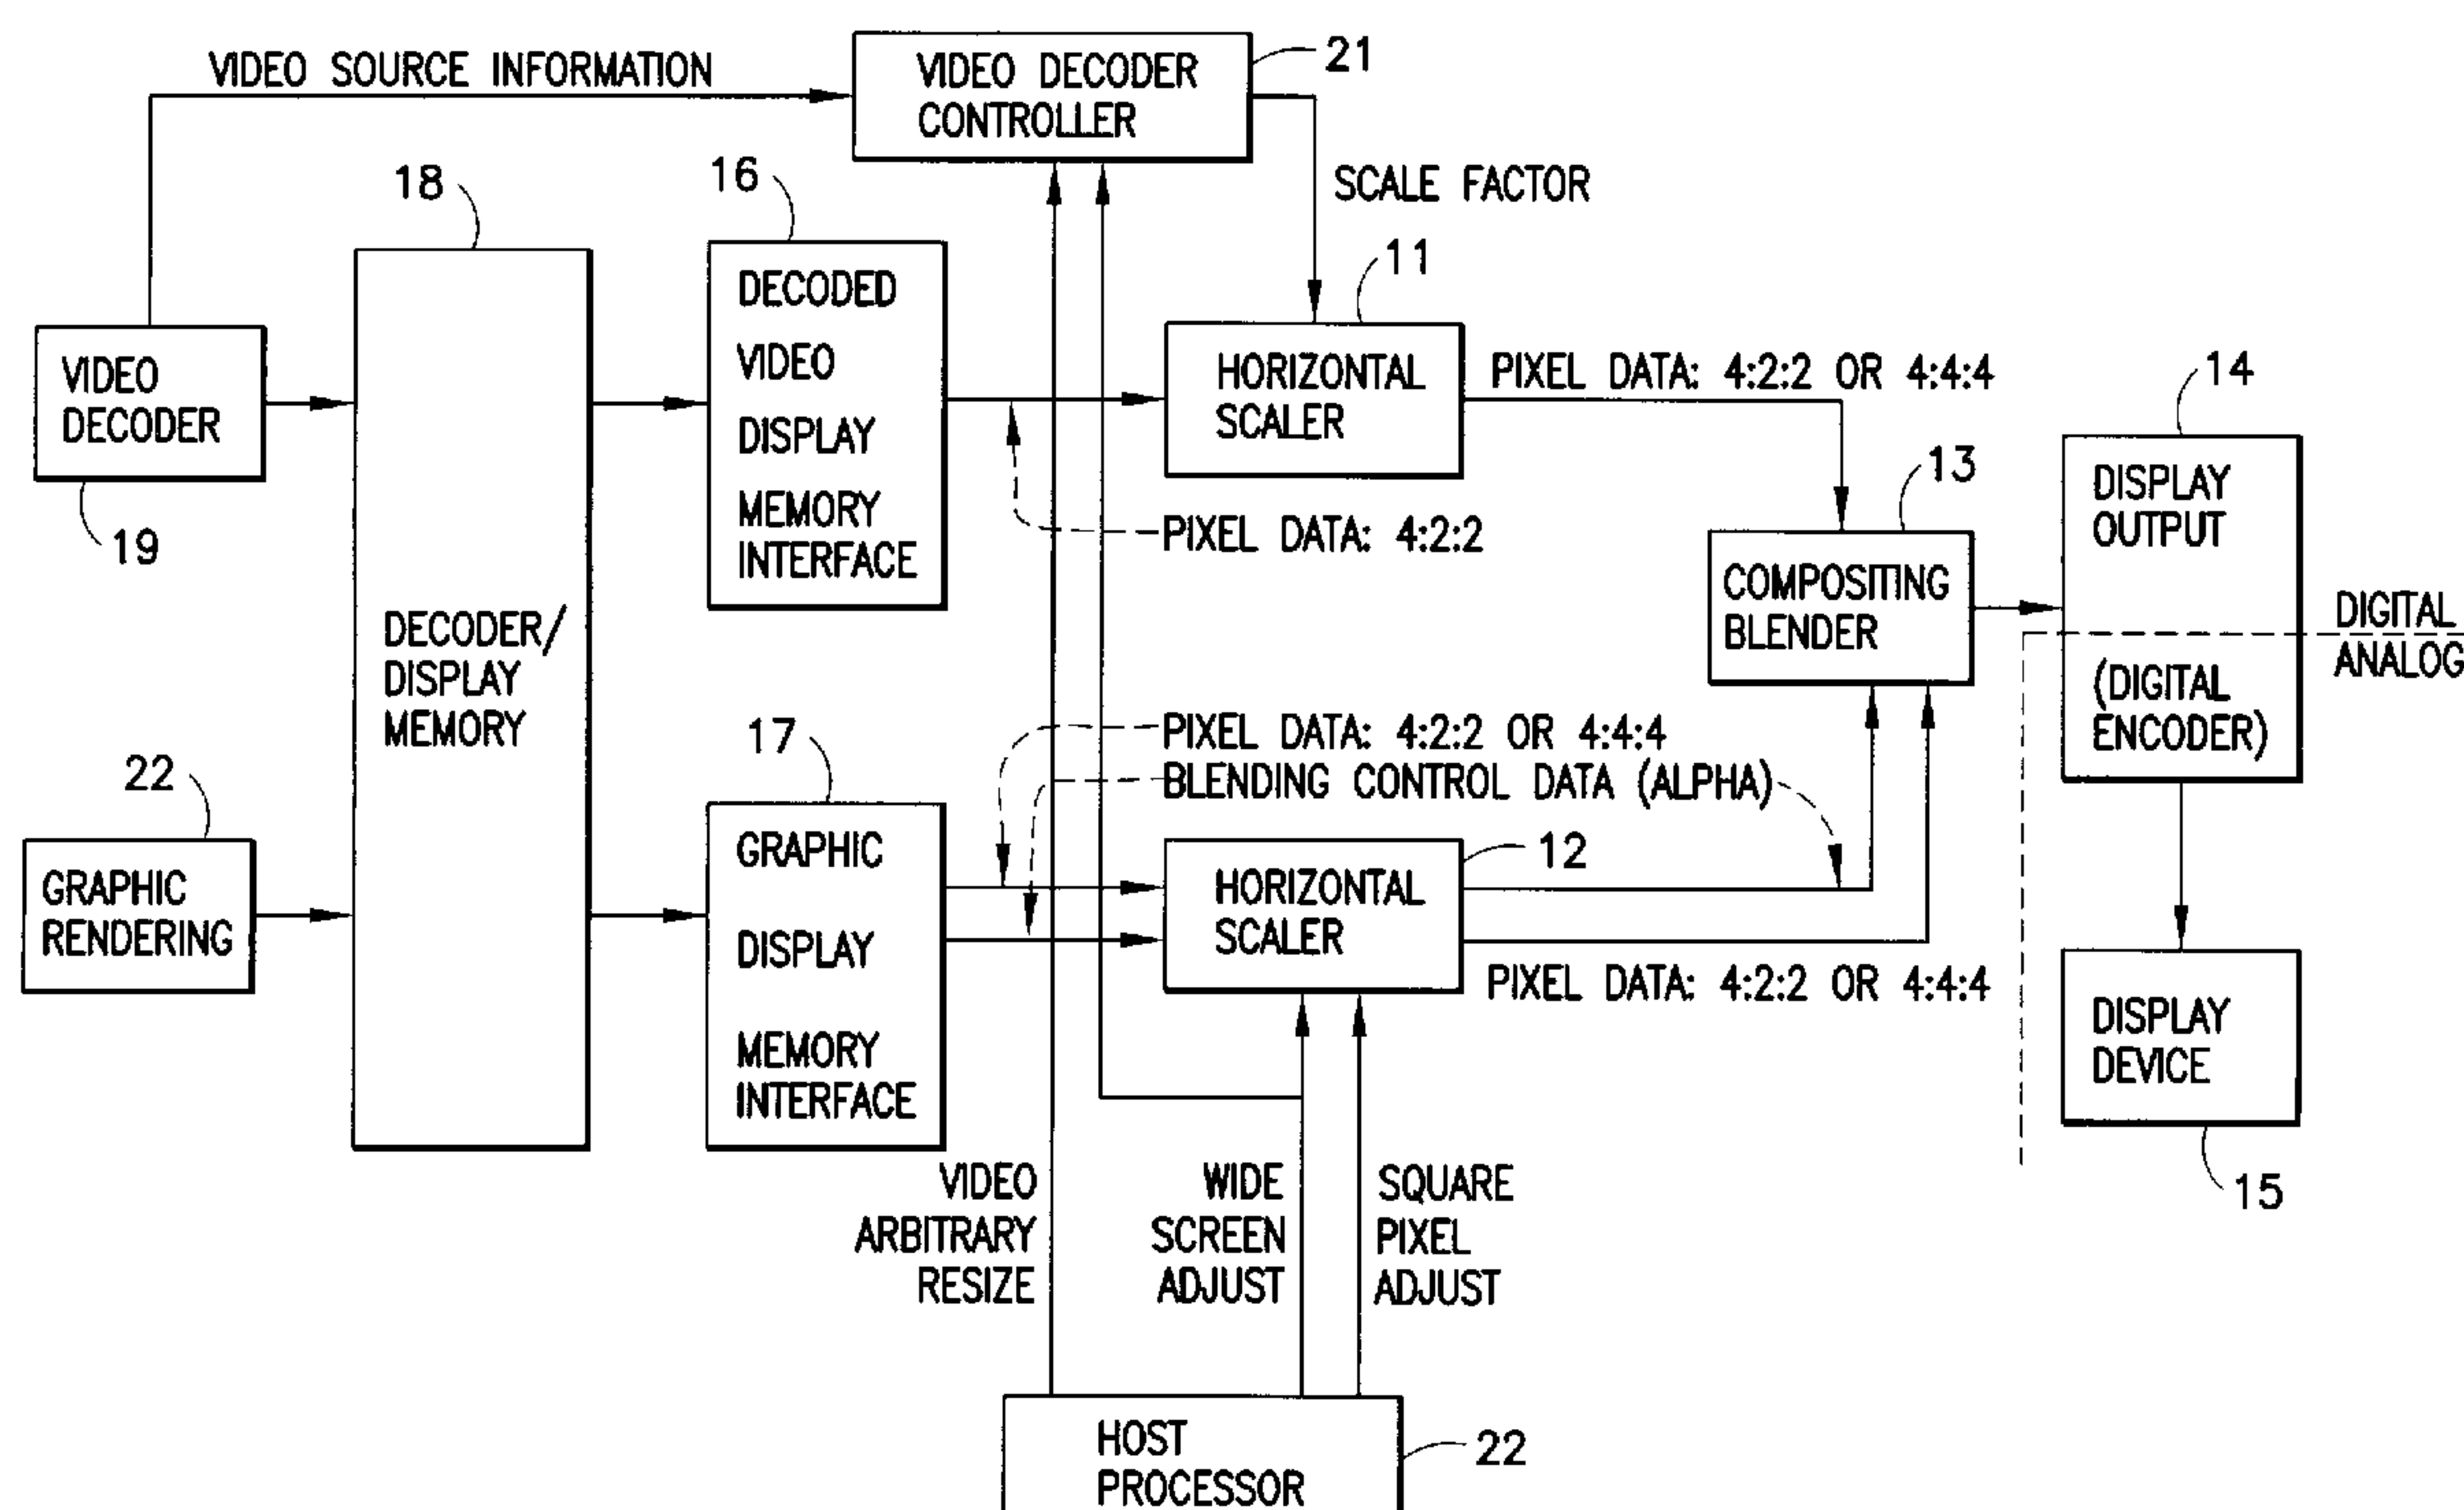 VIDEO SOURCE INFORMATION
VIDEO DECODER
CONTROLLER
21
SCALE FACTOR
18
16
11
DECODED
VIDEO
DISPLAY
MEMORY
INTERFACE
VIDEO
DECODER
19
HORIZONTAL
SCALER
PIXEL DATA: 4:2:2 OR 4:4:4
14
PIXEL DATA: 4:2:2
13
DISPLAY
OUTPUT
(DIGITAL
ENCODER)
COMPOSITING
BLENDER
DIGITAL
ANALOG
DECODER/
DISPLAY
MEMORY
17
PIXEL DATA: 4:2:2 OR 4:4:4
BLENDING CONTROL DATA (ALPHA)
22
GRAPHIC
RENDERING
GRAPHIC
DISPLAY
MEMORY
INTERFACE
12
HORIZONTAL
SCALER
PIXEL DATA: 4:2:2 OR 4:4:4
DISPLAY
DEVICE
15
VIDEO
ARBITRARY
RESIZE
WIDE
SCREEN
ADJUST
SQUARE
PIXEL
ADJUST
HOST
PROCESSOR
22